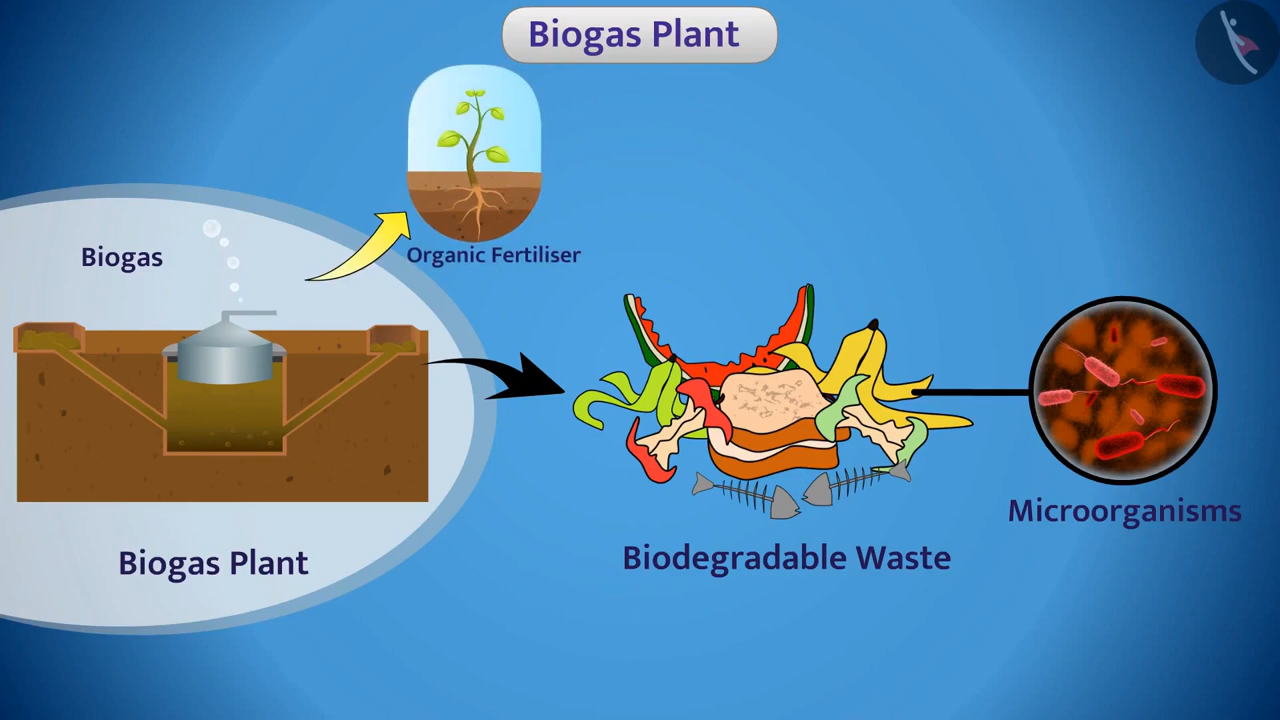 Biogas Plant
Organic Fertiliser
Biogas
Microorganisms
Biodegradable Waste
Biogas Plant